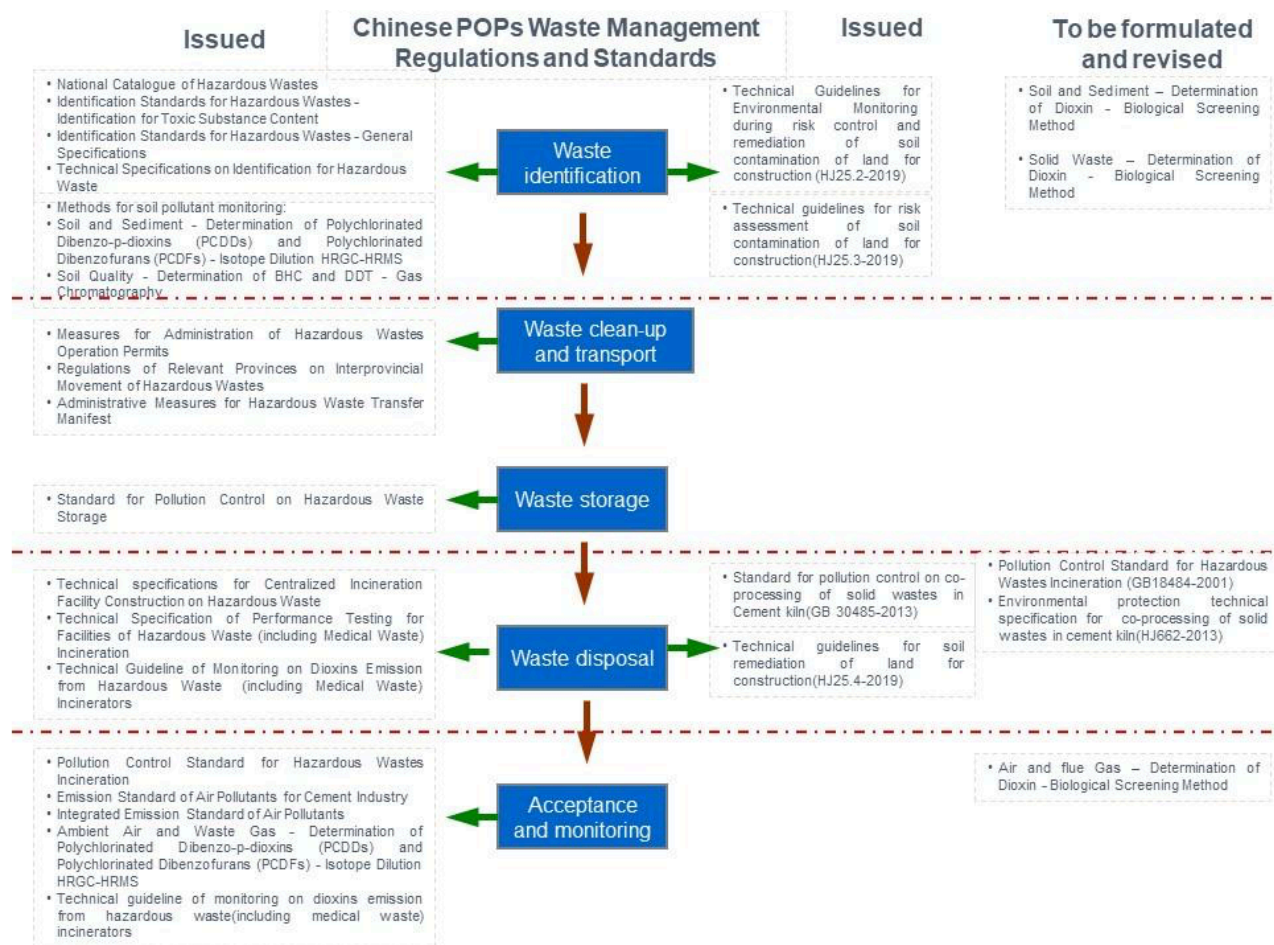 Issued
Chinese POPs Waste Management
Regulations and Standards
Issued
To be formulated
and revised
• National Catalogue of Hazardous Wastes
• Identification Standards for Hazardous Wastes -
Identification for Toxic Substance Content
• Identification Standards for Hazardous Wastes - General
Specifications
• Technical Specifications on Identification for Hazardous
Waste
• Methods for soil pollutant monitoring:
• Soil and Sediment - Determination of Polychlorinated
Dibenzo-p-dioxins (PCDDs) and Polychlorinated
Dibenzofurans (PCDFs) - Isotope Dilution HRGC-HRMS
• Soil Quality - Determination of BHC and DDT - Gas
Chromatography
Waste
identification
• Technical Guidelines for
Environmental Monitoring
during risk control and
remediation of soil
contamination of land for
construction (HJ25.2-2019)
• Technical guidelines for risk
assessment of soil
contamination of land for
construction(HJ25.3-2019)
• Soil and Sediment – Determination
of Dioxin - Biological Screening
Method
• Solid Waste – Determination of
Dioxin - Biological Screening
Method
• Measures for Administration of Hazardous Wastes
Operation Permits
• Regulations of Relevant Provinces on Interprovincial
Movement of Hazardous Wastes
• Administrative Measures for Hazardous Waste Transfer
Manifest
Waste clean-up
and transport
• Standard for Pollution Control on Hazardous Waste
Storage
Waste storage
• Technical specifications for Centralized Incineration
Facility Construction on Hazardous Waste
• Technical Specification of Performance Testing for
Facilities of Hazardous Waste (including Medical Waste)
Incineration
• Technical Guideline of Monitoring on Dioxins Emission
from Hazardous Waste (including Medical Waste)
Incinerators
Waste disposal
• Standard for pollution control on co-
processing of solid wastes in
Cement kiln(GB 30485-2013)
• Technical guidelines for soil
remediation of land for
construction(HJ25.4-2019)
• Pollution Control Standard for Hazardous
Wastes Incineration (GB18484-2001)
• Environmental protection technical
specification for co-processing of solid
wastes in cement kiln(HJ662-2013)
• Pollution Control Standard for Hazardous Wastes
Incineration
• Emission Standard of Air Pollutants for Cement Industry
• Integrated Emission Standard of Air Pollutants
• Ambient Air and Waste Gas - Determination of
Polychlorinated Dibenzo-p-dioxins (PCDDs) and
Polychlorinated Dibenzofurans (PCDFs) - Isotope Dilution
HRGC-HRMS
• Technical guideline of monitoring on dioxins emission
from hazardous waste(including medical waste)
incinerators
Acceptance
and monitoring
• Air and flue Gas – Determination of
Dioxin - Biological Screening Method